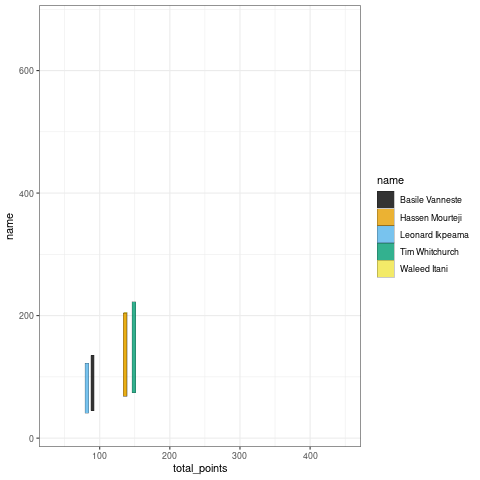 600
400
200
0
name
100
200
300
400
total_points
name
Basile Vanneste
Hassen Mourteji
Leonard Ikpeama
Tim Whitchurch
Waleed Itani